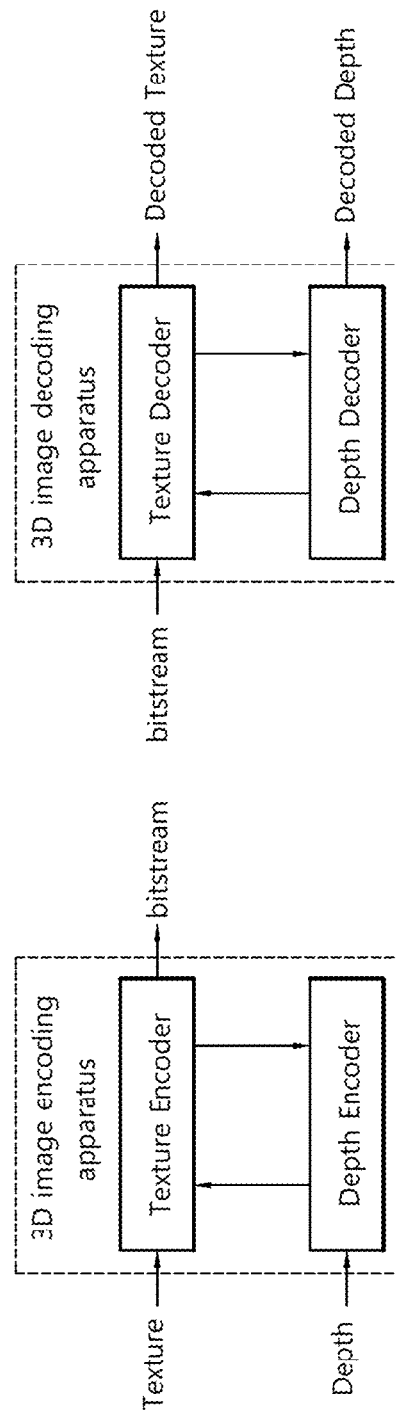 3D image encoding
apparatus
Texture
Texture Encoder
bitstream
Depth
Depth Encoder
3D image decoding
apparatus
bitstream
Texture Decoder
Decoded Texture
Depth Decoder
Decoded Depth